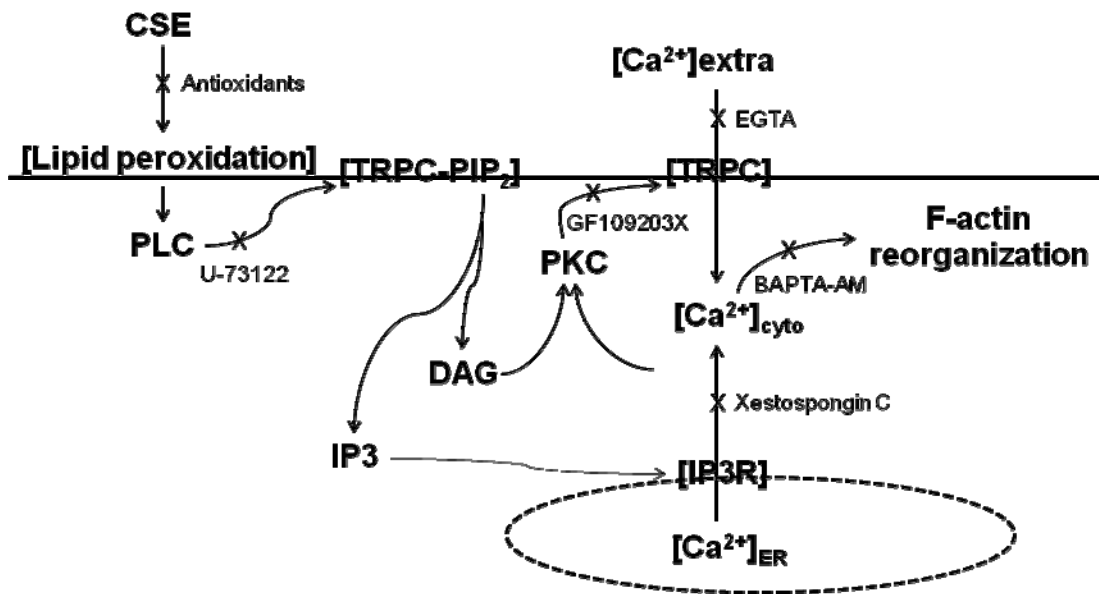 CSE
Antioxidants
[Ca²⁺]extra
EGTA
[Lipid peroxidation]
[TRPC-PIP₂]
[TRPC]
PLC
U-73122
GF109203X
PKC
F-actin
reorganization
BAPTA-AM
[Ca²⁺]cyto
DAG
Xestospongin C
IP3
[IP3R]
[Ca²⁺]ER